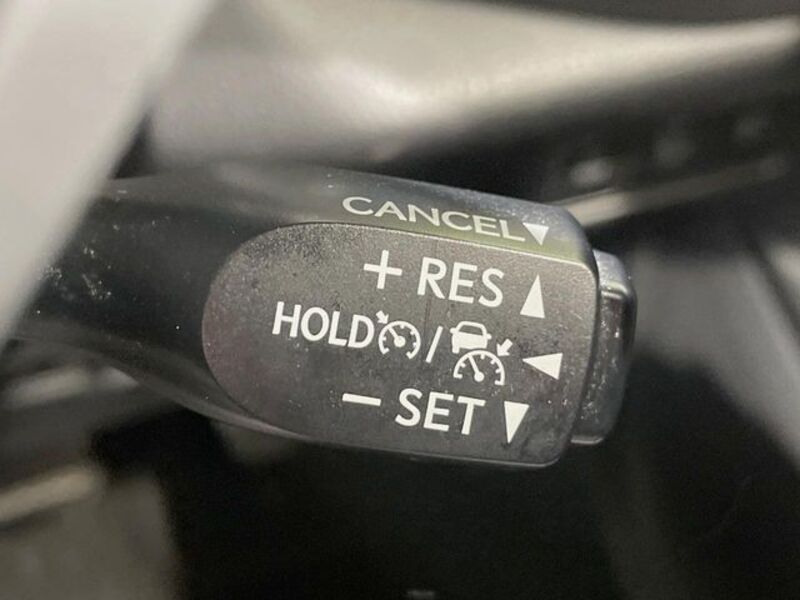 CANCEL▼
+ RES ▲
HOLD / ◀
− SET ▼